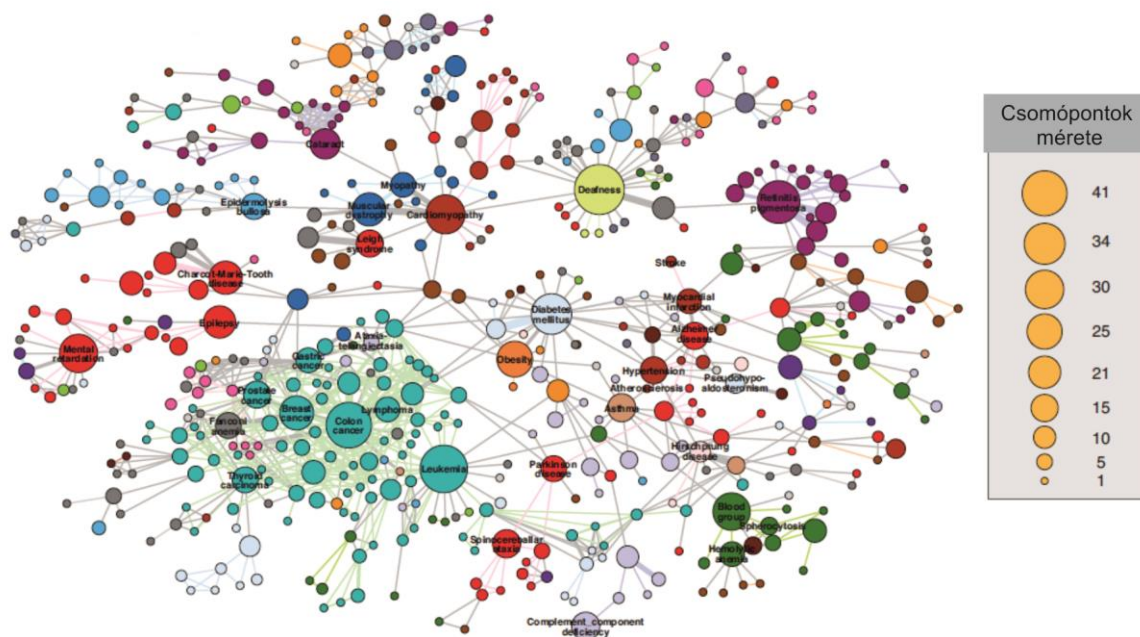 Cataract
Deafness
Myopathy
Retinitis
pigmentosa
Epidermolysis
bullosa
Muscular
dystrophy
Cardiomyopathy
Leigh
syndrome
Charcot-Marie-Tooth
disease
Stroke
Myocardial
infarction
Epilepsy
Diabetes
mellitus
Alzheimer
disease
Mental
retardation
Ataxia-
telangiectasia
Gastric
cancer
Obesity
Hypertension
Pseudohypo-
aldosteronism
Prostate
cancer
Breast
cancer
Lymphoma
Atherosclerosis
Asthma
Fanconi
anemia
Colon
cancer
Hirschprung
disease
Thyroid
carcinoma
Leukemia
Parkinson
disease
Blood
group
Spherocytosis
Spinocereballar
ataxia
Hemolytic
anemia
Complement_component
deficiency
Csomópontok
mérete
41
34
30
25
21
15
10
5
1